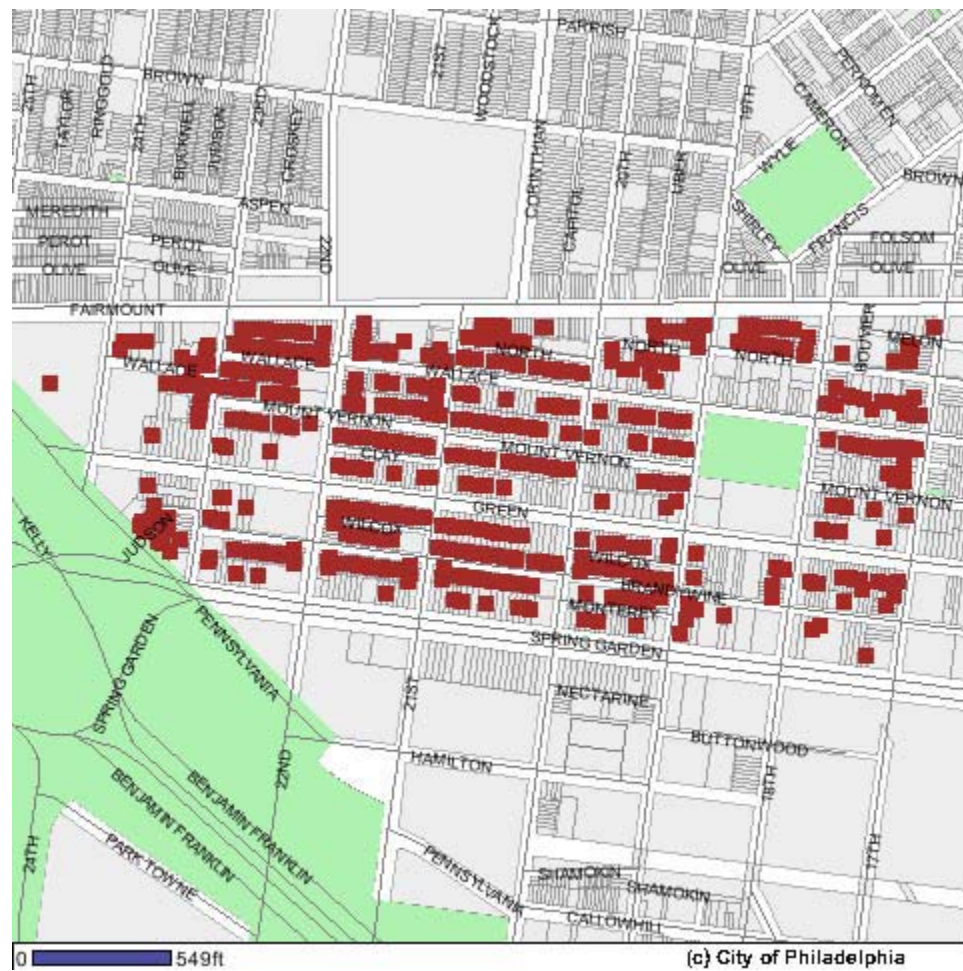 PARRISH
BROWN
21ST
WOODSTOCK
19TH
PERKIOMEN
CAMERON
25TH
TAYLOR
RINGGOLD
24TH
BUCKNELL
JUDSON
23RD
CROSKEY
CORINTHIAN
CAPITOL
20TH
UBER
WYLIE
BROWN
MEREDITH
ASPEN
SHIRLEY
FRANCIS
PEROT
PEROT
22ND
FOLSOM
OLIVE
OLIVE
OLIVE
OLIVE
FAIRMOUNT
BOUVIER
MELON
NORTH
NORTH
NORTH
WALLACE
WALLACE
WALLACE
MOUNT VERNON
MOUNT VERNON
CLAY
MOUNT VERNON
GREEN
KELLY
JUDSON
WILCOX
WILCOX
BRANDYWINE
MONTEREY
SPRING GARDEN
SPRING GARDEN
PENNSYLVANIA
21ST
NECTARINE
BUTTONWOOD
HAMILTON
22ND
18TH
BENJAMIN FRANKLIN
BENJAMIN FRANKLIN
24TH
PARK TOWNE
PENNSYLVANIA
17TH
SHAMOKIN
SHAMOKIN
CALLOWHILL
0 549ft
(c) City of Philadelphia